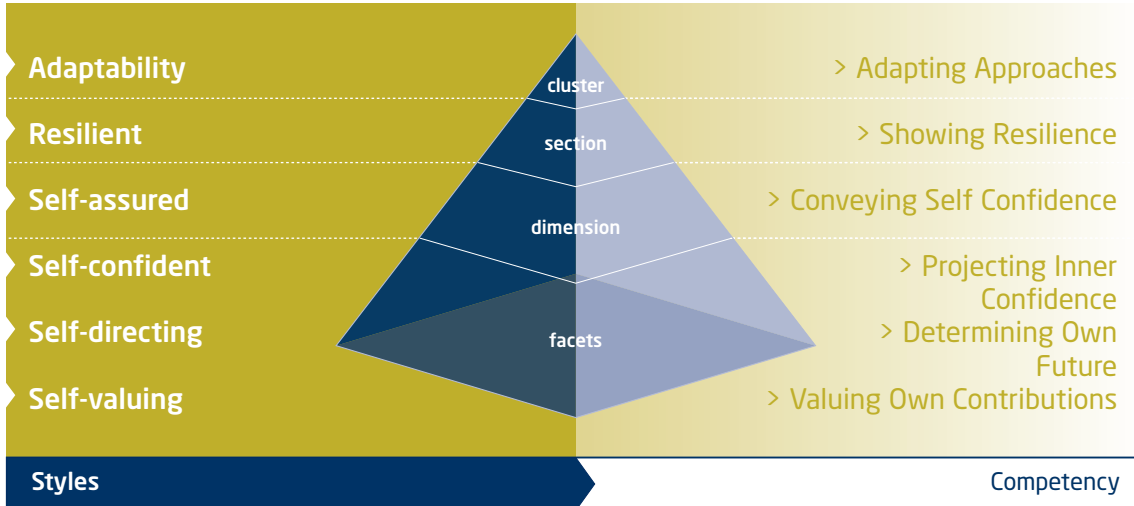 Adaptability
cluster
> Adapting Approaches
Resilient
section
> Showing Resilience
Self-assured
dimension
> Conveying Self Confidence
Self-confident
> Projecting Inner
Confidence
Self-directing
facets
> Determining Own
Future
Self-valuing
> Valuing Own Contributions
Styles
Competency